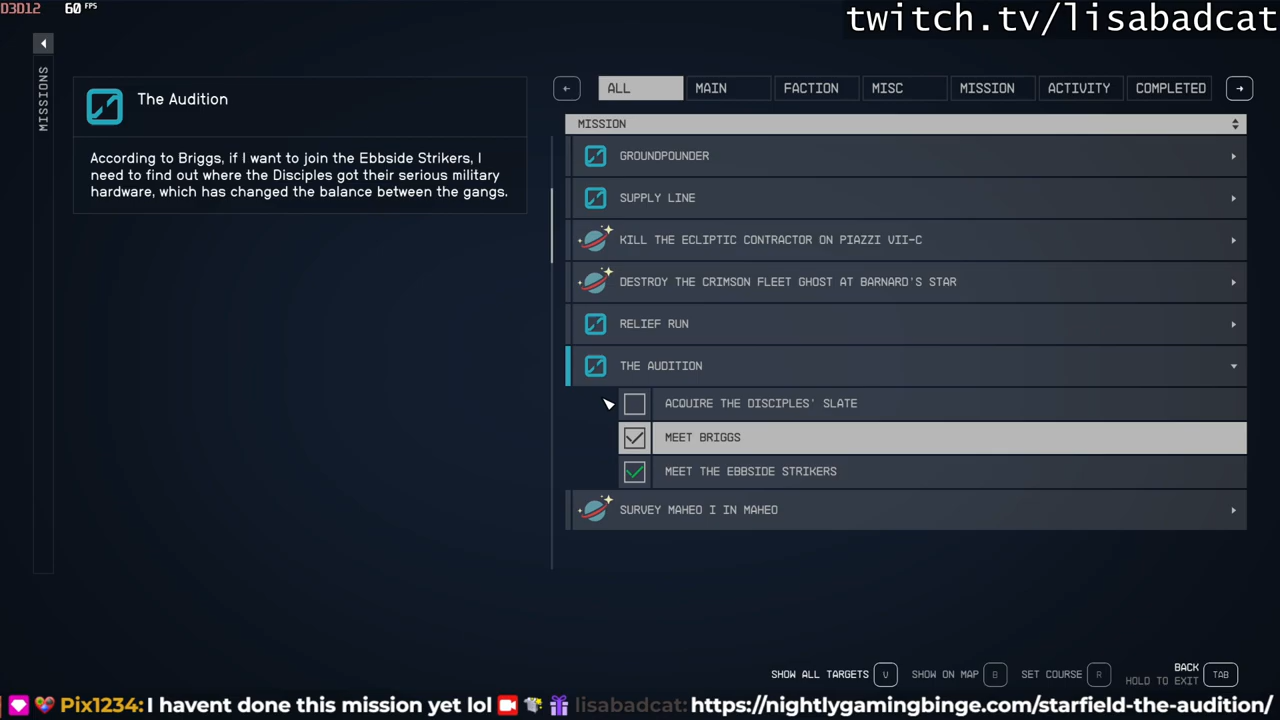 D3D12 60 FPS
twitch.tv/lisabadcat
MISSIONS
The Audition
According to Briggs, if I want to join the Ebbside Strikers, I
need to find out where the Disciples got their serious military
hardware, which has changed the balance between the gangs.
ALL MAIN FACTION MISC MISSION ACTIVITY COMPLETED
MISSION
GROUNDPOUNDER
SUPPLY LINE
KILL THE ECLIPTIC CONTRACTOR ON PIAZZI VII-C
DESTROY THE CRIMSON FLEET GHOST AT BARNARD'S STAR
RELIEF RUN
THE AUDITION
ACQUIRE THE DISCIPLES' SLATE
MEET BRIGGS
MEET THE EBBSIDE STRIKERS
SURVEY MAHEO I IN MAHEO
SHOW ALL TARGETS V SHOW ON MAP B SET COURSE R BACK
HOLD TO EXIT TAB
Pix1234: I havent done this mission yet lol lisabadcat: https://nightlygamingbinge.com/starfield-the-audition/